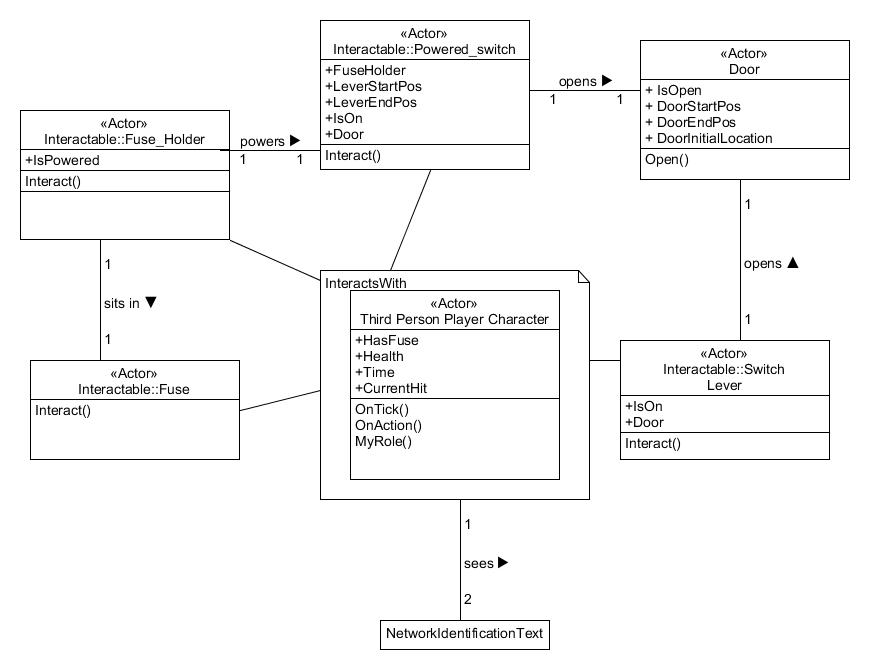 «Actor»
Interactable::Powered_switch
+FuseHolder
+LeverStartPos
+LeverEndPos
+IsOn
+Door
Interact()
opens ▶
1
1
«Actor»
Door
+ IsOpen
+ DoorStartPos
+ DoorEndPos
+ DoorInitialLocation
Open()
«Actor»
Interactable::Fuse_Holder
+IsPowered
Interact()
powers ▶
1
1
1
sits in ▼
1
1
opens ▲
1
InteractsWith
«Actor»
Third Person Player Character
+HasFuse
+Health
+Time
+CurrentHit
OnTick()
OnAction()
MyRole()
«Actor»
Interactable::Fuse
Interact()
«Actor»
Interactable::Switch
Lever
+IsOn
+Door
Interact()
1
sees ▶
2
NetworkIdentificationText